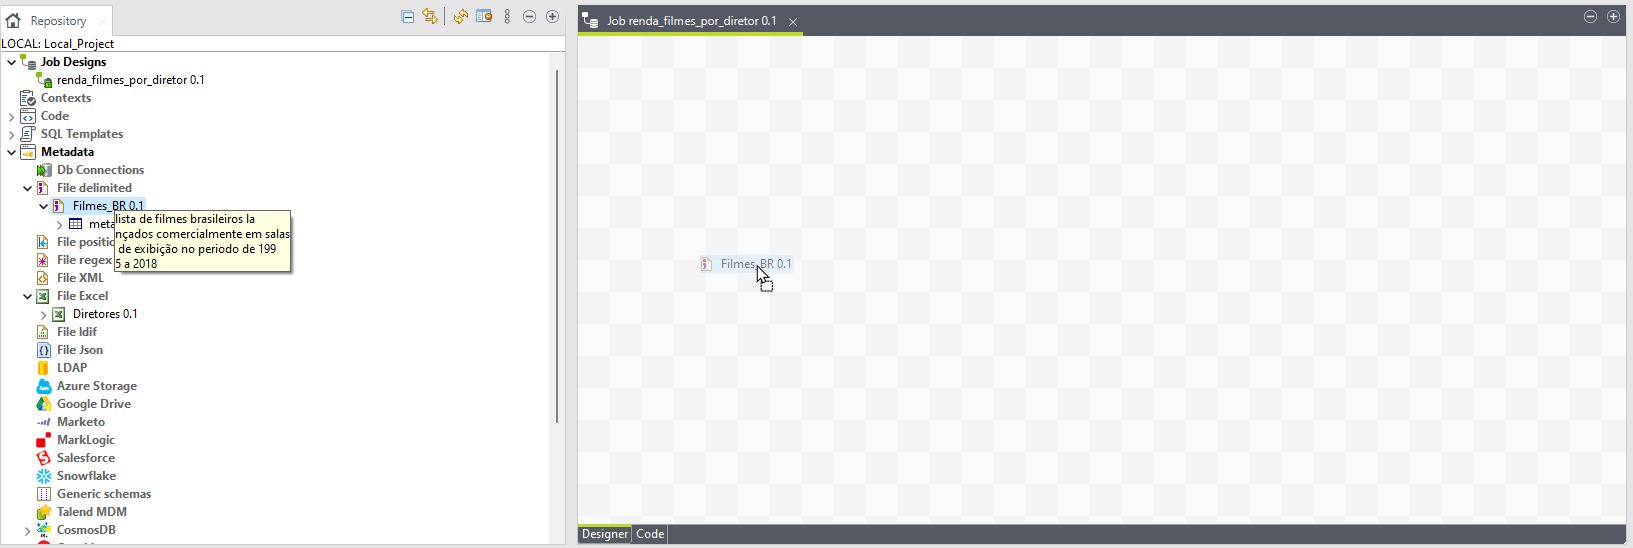 Repository
LOCAL: Local_Project
Job Designs
renda_filmes_por_diretor 0.1
Contexts
Code
SQL Templates
Metadata
Db Connections
File delimited
Filmes_BR 0.1
meta
lista de filmes brasileiros la
nçados comercialmente em salas
de exibição no periodo de 199
5 a 2018
File positio
File regex
File XML
File Excel
Diretores 0.1
File ldif
File Json
LDAP
Azure Storage
Google Drive
Marketo
MarkLogic
Salesforce
Snowflake
Generic schemas
Talend MDM
CosmosDB
Job renda_filmes_por_diretor 0.1
Filmes_BR 0.1
Designer Code